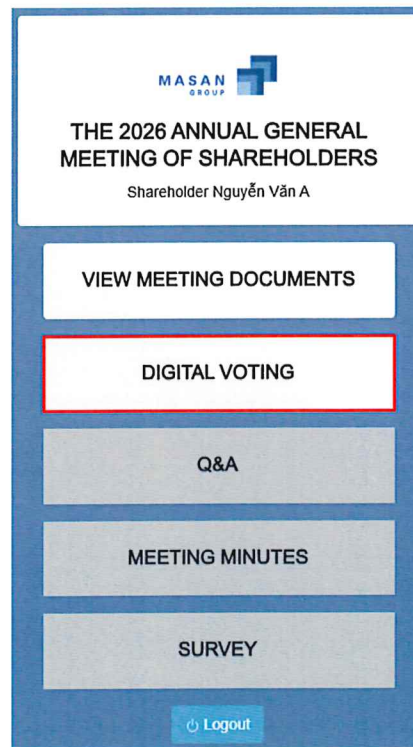 MASAN
GROUP
THE 2026 ANNUAL GENERAL
MEETING OF SHAREHOLDERS
Shareholder Nguyễn Văn A
VIEW MEETING DOCUMENTS
DIGITAL VOTING
Q&A
MEETING MINUTES
SURVEY
Logout